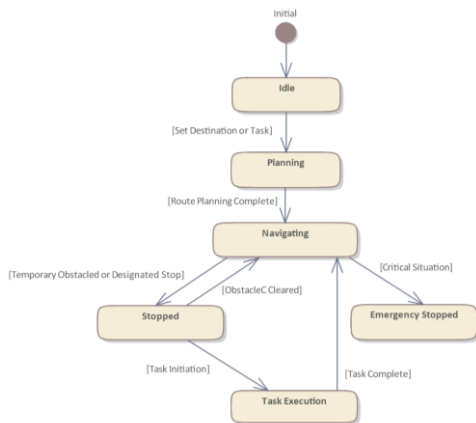 Initial
Idle
[Set Destination or Task]
Planning
[Route Planning Complete]
Navigating
[Temporary Obstacled or Designated Stop]
[Critical Situation]
[ObstacleC Cleared]
Stopped
Emergency Stopped
[Task Initiation]
[Task Complete]
Task Execution